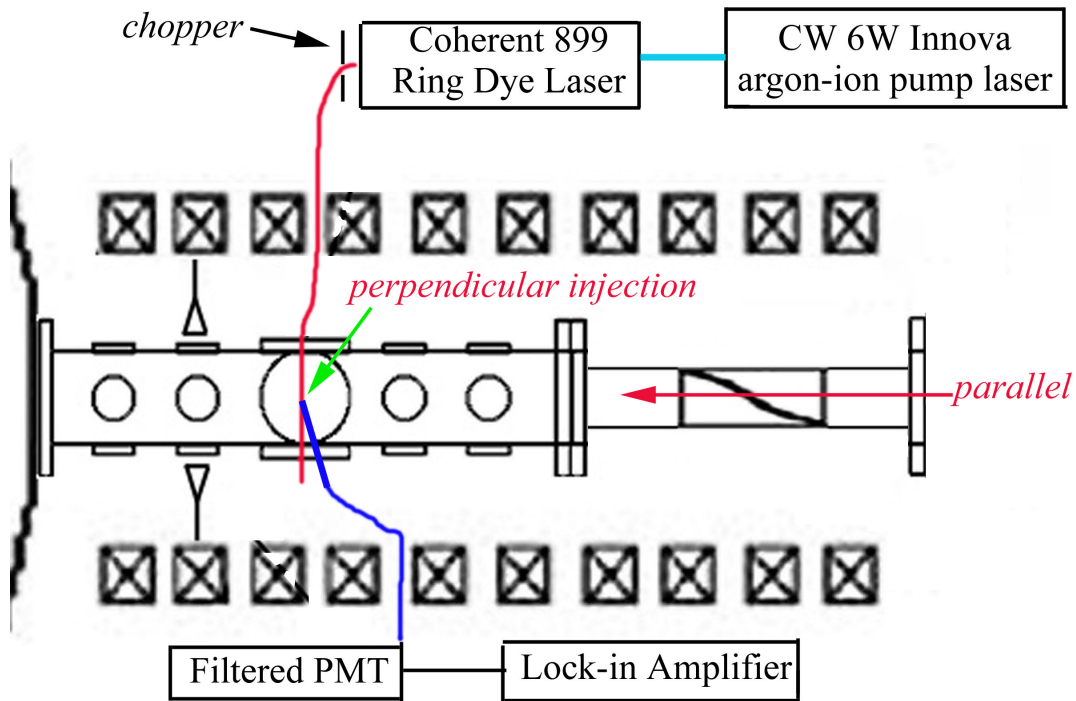 chopper
Coherent 899
Ring Dye Laser
CW 6W Innova
argon-ion pump laser
perpendicular injection
parallel
Filtered PMT
Lock-in Amplifier